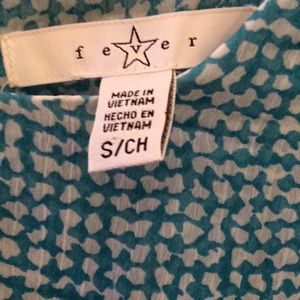 fever
MADE IN
VIETNAM
HECHO EN
VIETNAM
S/CH